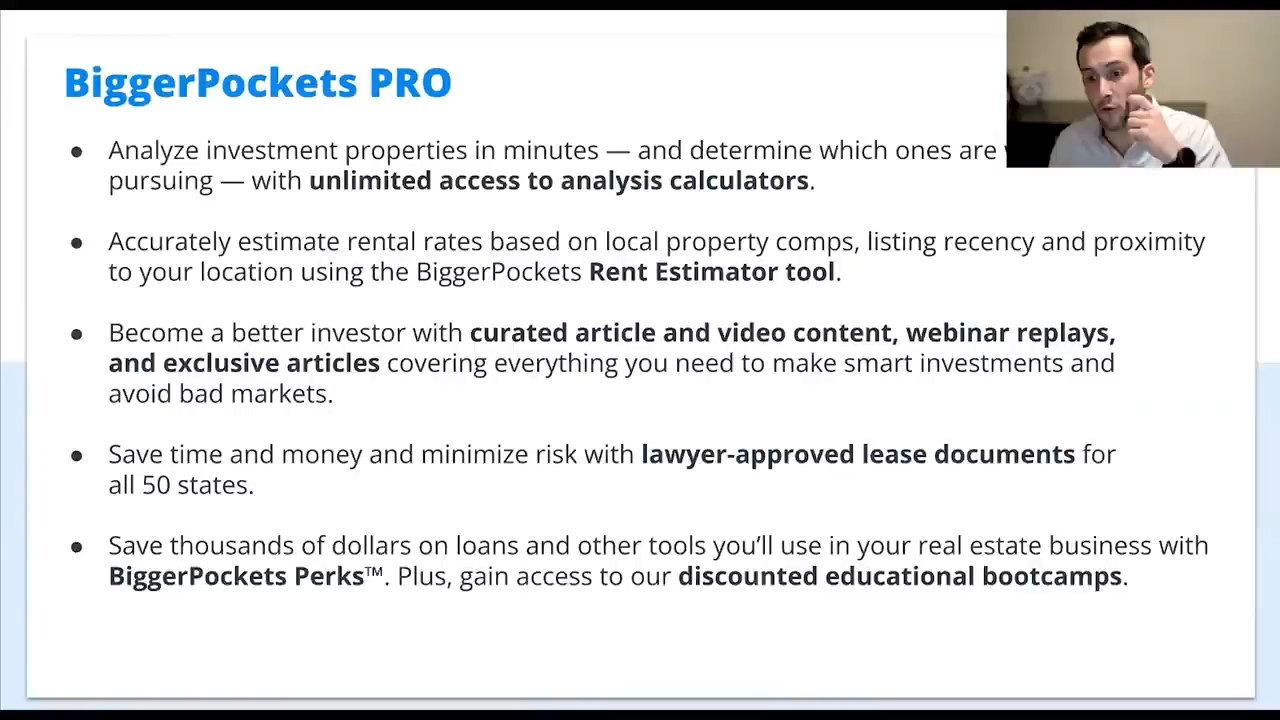 BiggerPockets PRO
● Analyze investment properties in minutes — and determine which ones are
pursuing — with unlimited access to analysis calculators.
● Accurately estimate rental rates based on local property comps, listing recency and proximity
to your location using the BiggerPockets Rent Estimator tool.
● Become a better investor with curated article and video content, webinar replays,
and exclusive articles covering everything you need to make smart investments and
avoid bad markets.
● Save time and money and minimize risk with lawyer-approved lease documents for
all 50 states.
● Save thousands of dollars on loans and other tools you’ll use in your real estate business with
BiggerPockets Perks™. Plus, gain access to our discounted educational bootcamps.